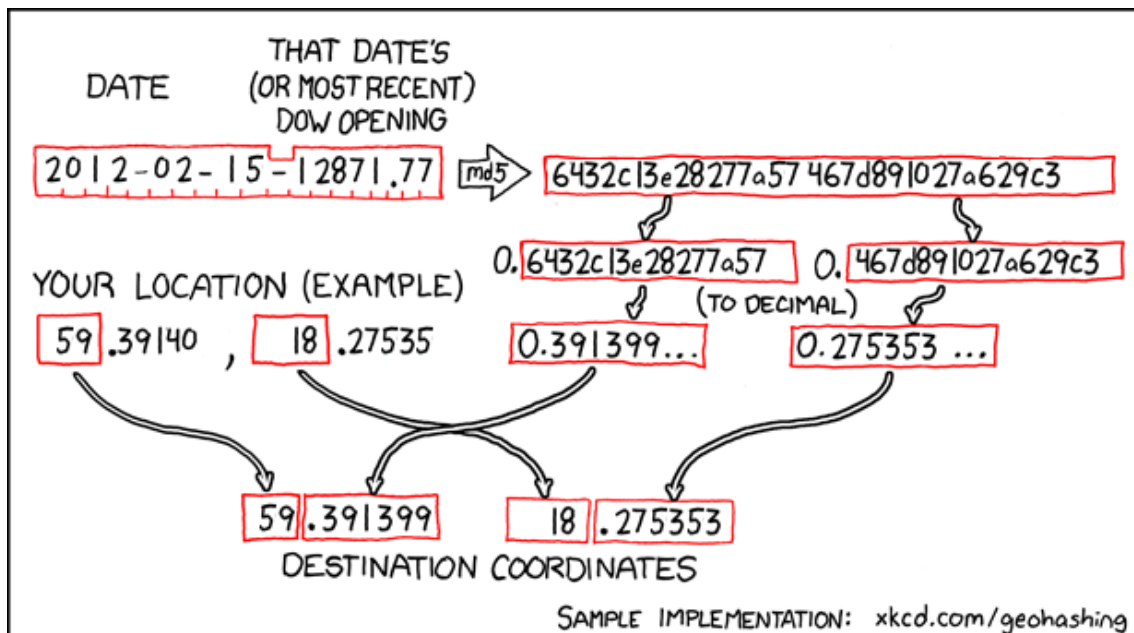 DATE
THAT DATE'S
(OR MOST RECENT)
DOW OPENING
2012-02-15-12871.77
md5
6432c13e28277a57467d891027a629c3
0.6432c13e28277a57
0.467d891027a629c3
YOUR LOCATION (EXAMPLE)
(TO DECIMAL)
59.39140, 18.27535
0.391399...
0.275353 ...
59.391399
18.275353
DESTINATION COORDINATES
SAMPLE IMPLEMENTATION: xkcd.com/geohashing